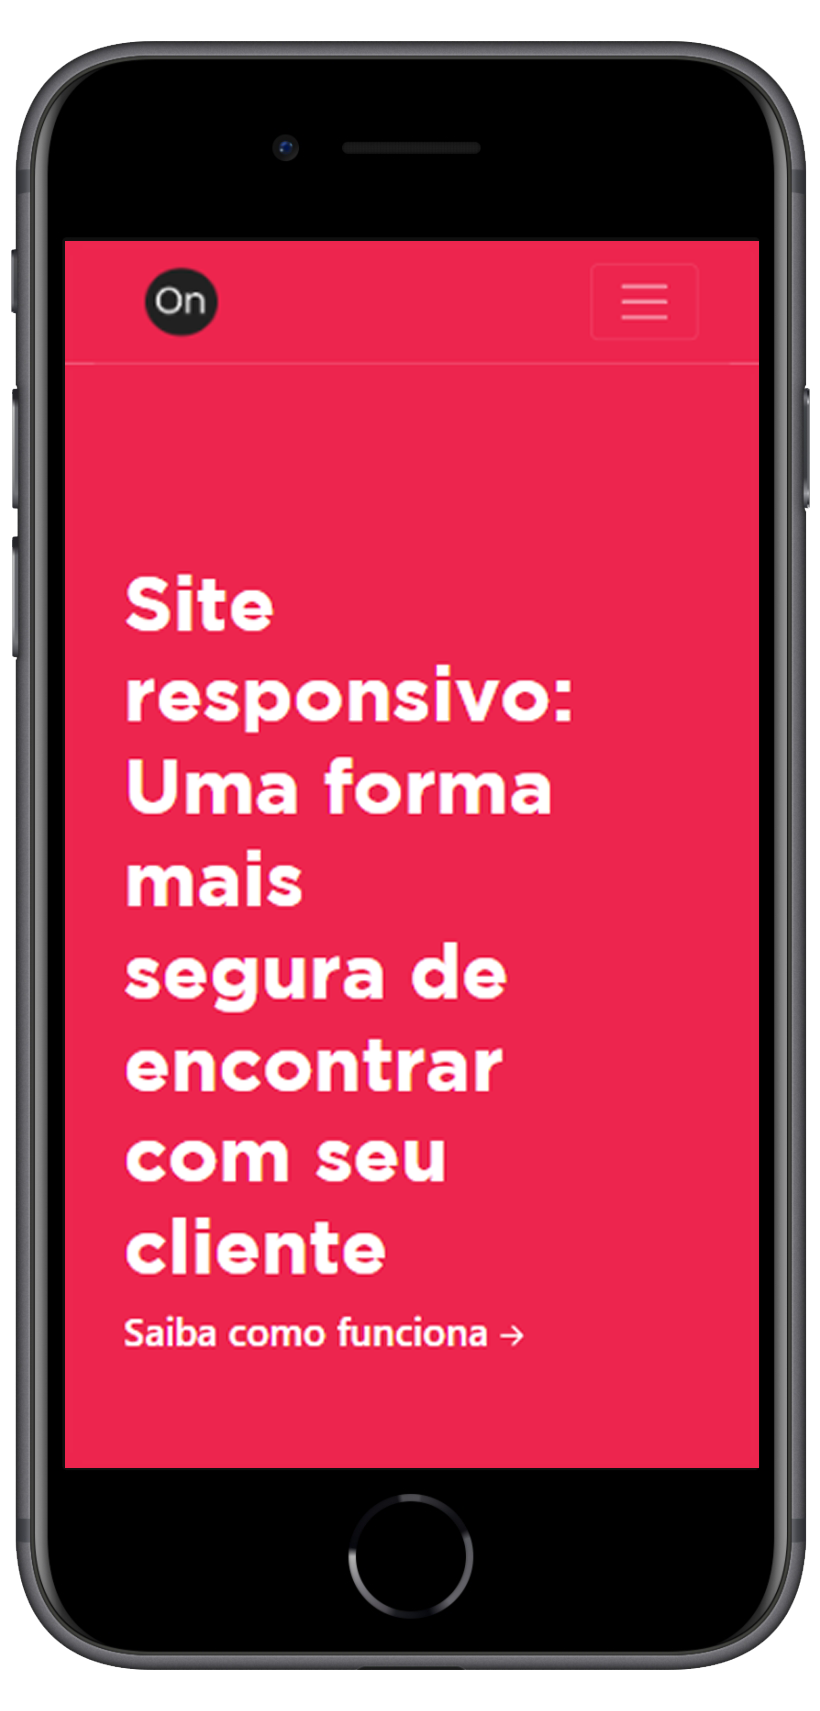 On
Site
responsivo:
Uma forma
mais
segura de
encontrar
com seu
cliente
Saiba como funciona →